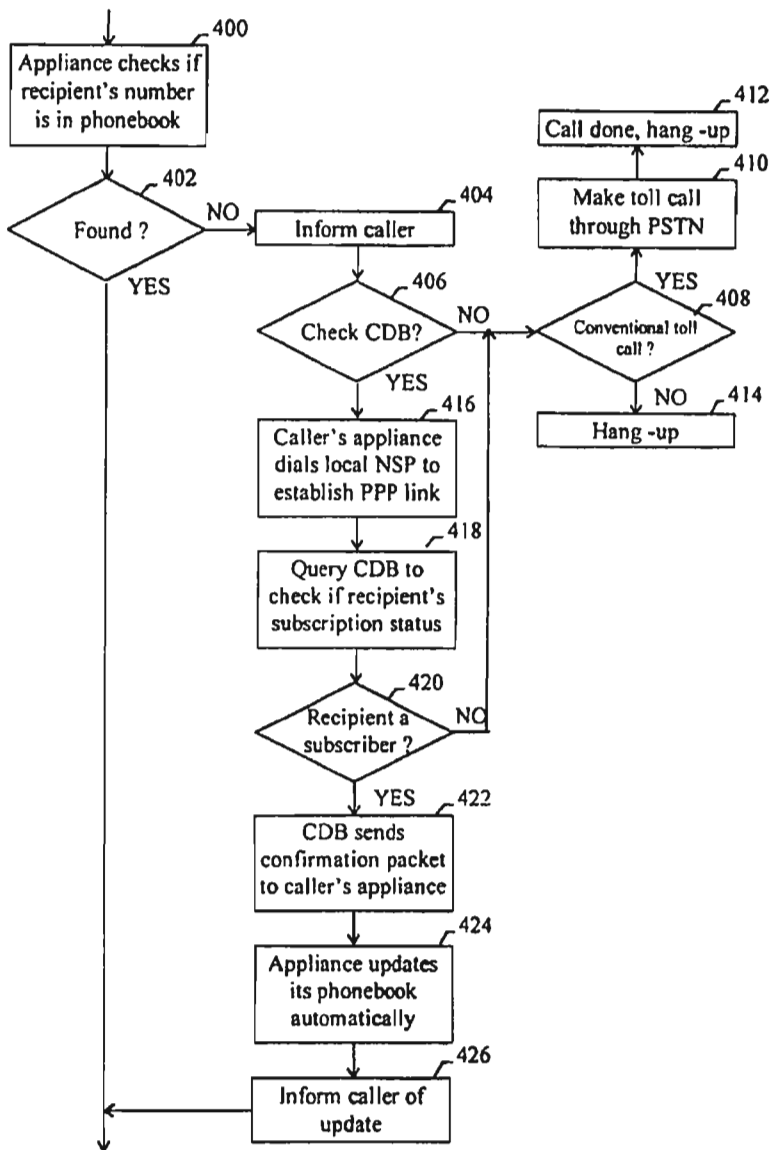 400
Appliance checks if
recipient's number
is in phonebook
402
Found ?
NO
YES
404
Inform caller
406
Check CDB?
NO
YES
412
Call done, hang -up
410
Make toll call
through PSTN
YES
408
Conventional toll
call ?
NO
414
Hang -up
416
Caller's appliance
dials local NSP to
establish PPP link
418
Query CDB to
check if recipient's
subscription status
420
Recipient a
subscriber ?
NO
YES
422
CDB sends
confirmation packet
to caller's appliance
424
Appliance updates
its phonebook
automatically
426
Inform caller of
update